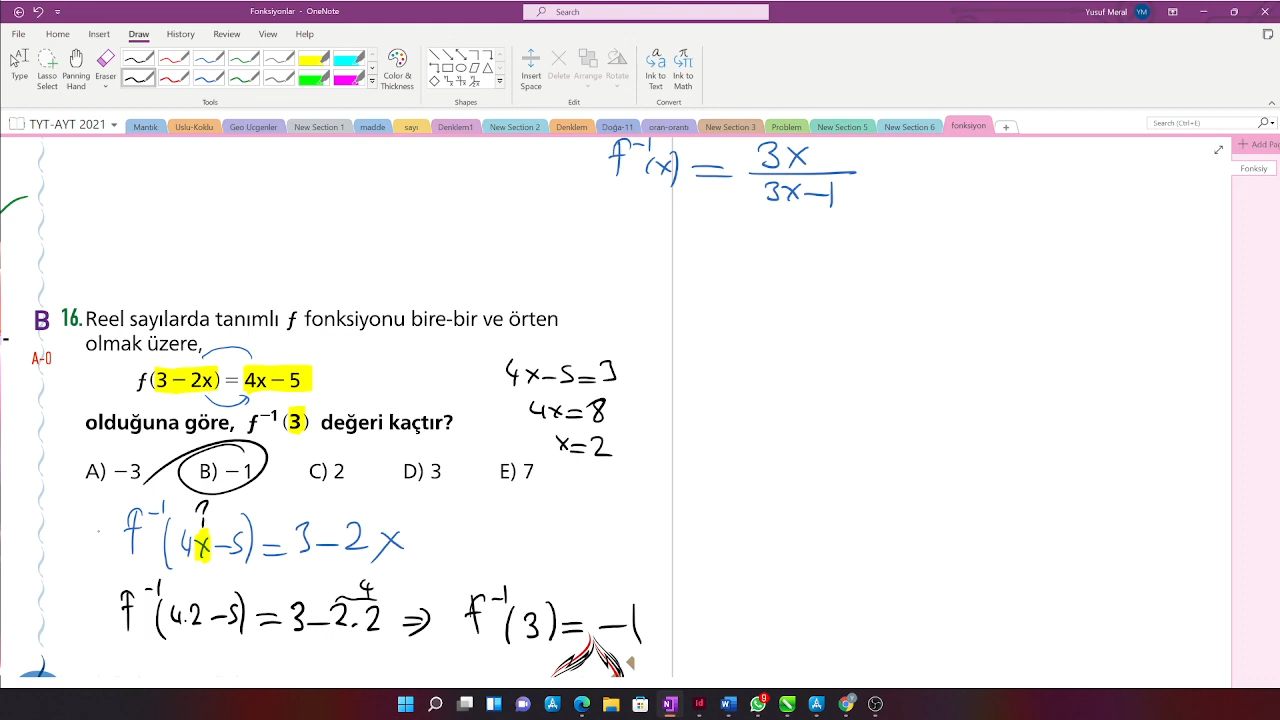 Fonksiyonlar - OneNote
Search
Yusuf Meral YM
File Home Insert Draw History Review View Help
Type
Lasso Select
Panning Hand
Eraser
Color & Thickness
Insert Space
Delete
Arrange
Rotate
Ink to Text
Ink to Math
Tools
Shapes
Edit
Convert
TYT-AYT 2021
Mantık Uslu-Koklu Geo Ucgenler New Section 1 madde sayı Denklem1 New Section 2 Denklem Doğa-11 oran-orantı New Section 3 Problem New Section 5 New Section 6 fonksiyon +
Search (Ctrl+E)
Add Pag
Fonksiy
f⁻¹(x) = 3x / 3x-1
B 16. Reel sayılarda tanımlı f fonksiyonu bire-bir ve örten
olmak üzere,
A-0
f(3 − 2x) = 4x − 5
olduğuna göre, f⁻¹(3) değeri kaçtır?
4x-5=3
4x=8
x=2
A) −3 B) −1 C) 2 D) 3 E) 7
?
f⁻¹(4x-5) = 3-2x
4
f⁻¹(4.2-5) = 3-2.2 ⇒ f⁻¹(3) = -1
9